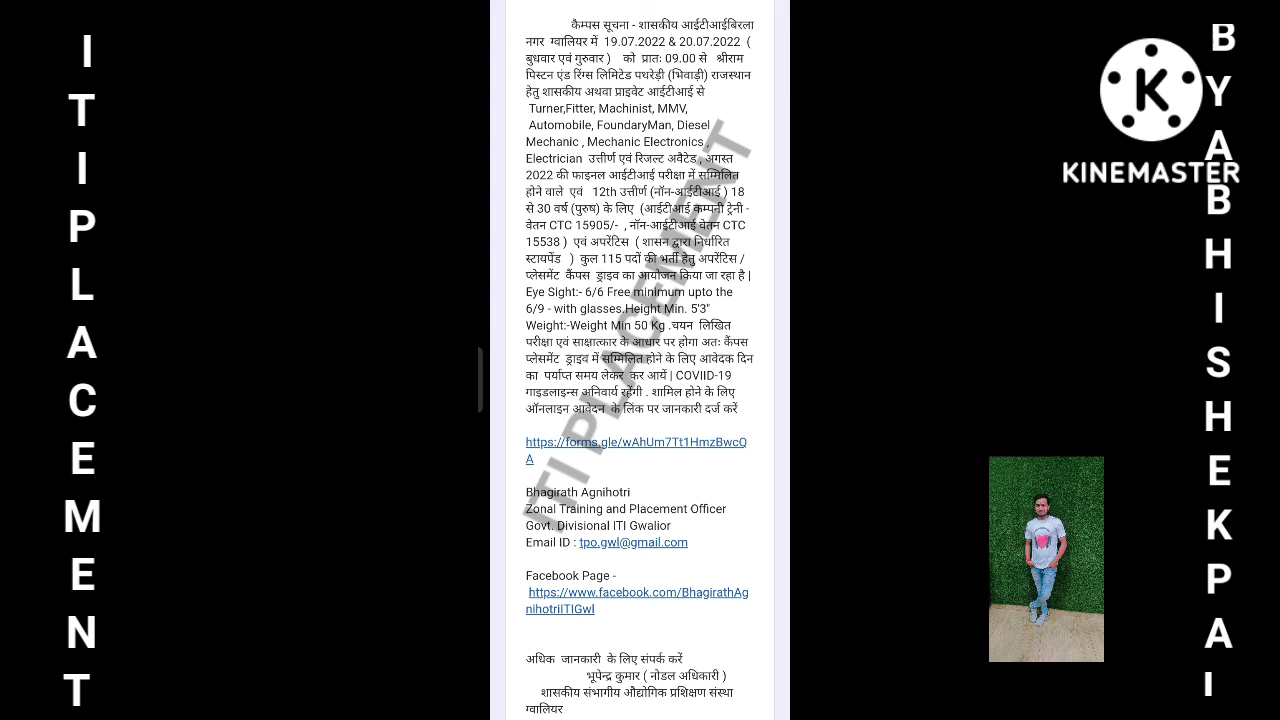 ITI PLACEMENT
कैम्पस सूचना - शासकीय आईटीआईबिरला
नगर ग्वालियर में 19.07.2022 & 20.07.2022 (
बुधवार एवं गुरुवार ) को प्रातः 09.00 से श्रीराम
पिस्टन एंड रिंग्स लिमिटेड पथरेड़ी (भिवाड़ी) राजस्थान
हेतु शासकीय अथवा प्राइवेट आईटीआई से
Turner,Fitter, Machinist, MMV,
Automobile, FoundaryMan, Diesel
Mechanic , Mechanic Electronics ,
Electrician उत्तीर्ण एवं रिजल्ट अवैटेड , अगस्त
2022 की फाइनल आईटीआई परीक्षा में सम्मिलित
होने वाले एवं 12th उत्तीर्ण (नॉन-आईटीआई ) 18
से 30 वर्ष (पुरुष) के लिए (आईटीआई कम्पनी ट्रेनी -
वेतन CTC 15905/- , नॉन-आईटीआई वेतन CTC
15538 ) एवं अपरेंटिस ( शासन द्वारा निर्धारित
स्टायपेंड ) कुल 115 पदों की भर्ती हेतु अपरेंटिस /
प्लेसमेंट कैंपस ड्राइव का आयोजन किया जा रहा है |
Eye Sight:- 6/6 Free minimum upto the
6/9 - with glasses.Height Min. 5'3"
Weight:-Weight Min 50 Kg .चयन लिखित
परीक्षा एवं साक्षात्कार के आधार पर होगा अतः कैंपस
प्लेसमेंट ड्राइव में सम्मिलित होने के लिए आवेदक दिन
का पर्याप्त समय लेकर कर आयें | COVIID-19
गाइडलाइन्स अनिवार्य रहेंगी . शामिल होने के लिए
ऑनलाइन आवेदन के लिंक पर जानकारी दर्ज करें
https://forms.gle/wAhUm7Tt1HmzBwcQ
A
Bhagirath Agnihotri
Zonal Training and Placement Officer
Govt. Divisional ITI Gwalior
Email ID : tpo.gwl@gmail.com
Facebook Page -
https://www.facebook.com/BhagirathAg
nihotriITIGwl
अधिक जानकारी के लिए संपर्क करें
भूपेन्द्र कुमार ( नोडल अधिकारी )
शासकीय संभागीय औद्योगिक प्रशिक्षण संस्था
ग्वालियर
ITI PLACEMENT
K
KINEMASTER
BY ABHISHEK PAI